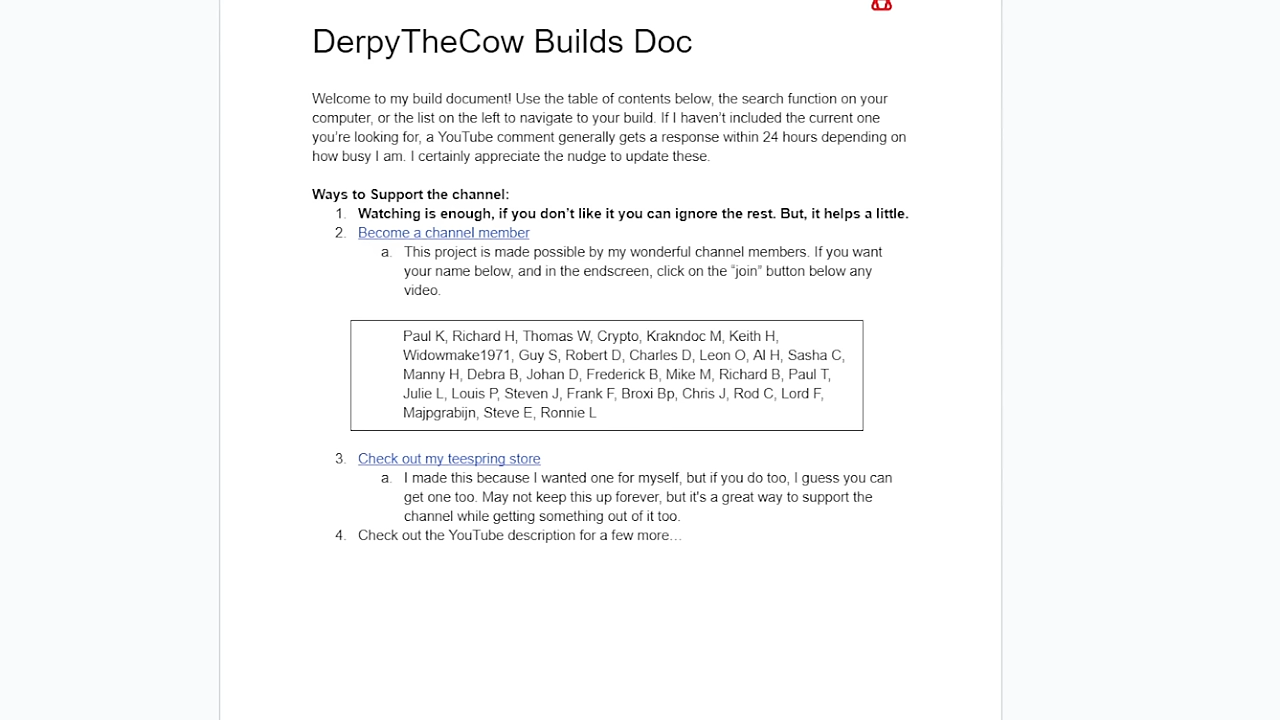 DerpyTheCow Builds Doc
Welcome to my build document! Use the table of contents below, the search function on your
computer, or the list on the left to navigate to your build. If I haven’t included the current one
you’re looking for, a YouTube comment generally gets a response within 24 hours depending on
how busy I am. I certainly appreciate the nudge to update these.
Ways to Support the channel:
1. Watching is enough, if you don’t like it you can ignore the rest. But, it helps a little.
2. Become a channel member
a. This project is made possible by my wonderful channel members. If you want
your name below, and in the endscreen, click on the “join” button below any
video.
Paul K, Richard H, Thomas W, Crypto, Krakndoc M, Keith H,
Widowmake1971, Guy S, Robert D, Charles D, Leon O, Al H, Sasha C,
Manny H, Debra B, Johan D, Frederick B, Mike M, Richard B, Paul T,
Julie L, Louis P, Steven J, Frank F, Broxi Bp, Chris J, Rod C, Lord F,
Majpgrabijn, Steve E, Ronnie L
3. Check out my teespring store
a. I made this because I wanted one for myself, but if you do too, I guess you can
get one too. May not keep this up forever, but it's a great way to support the
channel while getting something out of it too.
4. Check out the YouTube description for a few more…